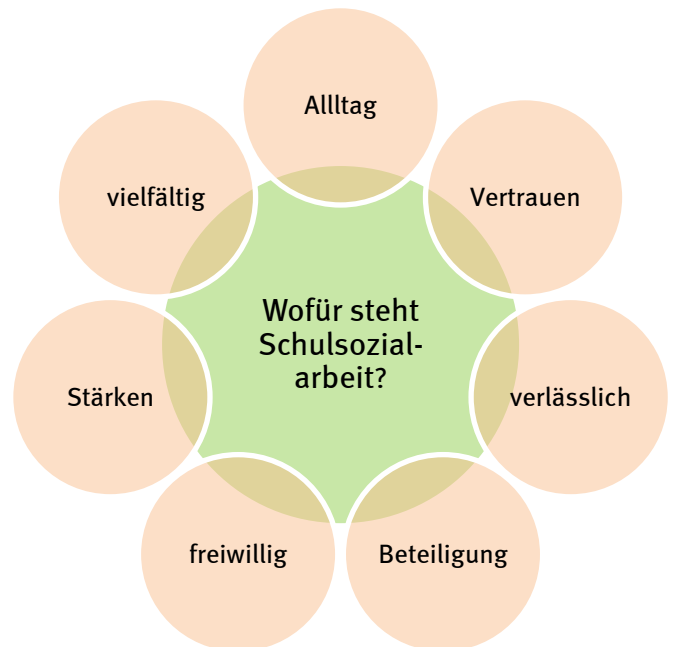 Allltag
Vertrauen
verlässlich
Beteiligung
freiwillig
Stärken
vielfältig
Wofür steht
Schulsozial-
arbeit?